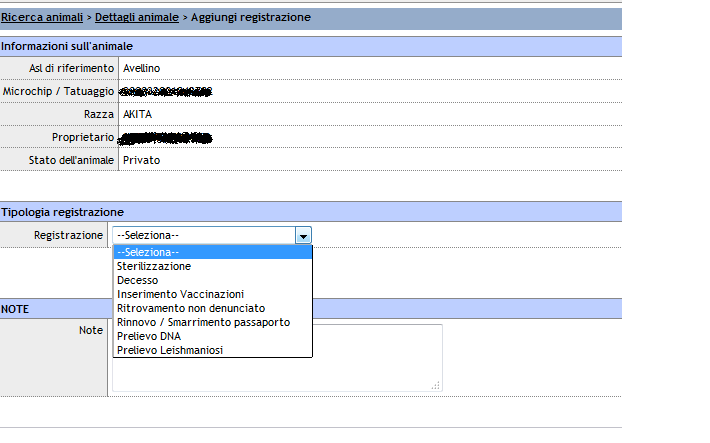 Ricerca animali > Dettagli animale > Aggiungi registrazione
Informazioni sull'animale
Asl di riferimento Avellino
Microchip / Tatuaggio
Razza AKITA
Proprietario
Stato dell'animale Privato
Tipologia registrazione
Registrazione --Seleziona--
--Seleziona--
Sterilizzazione
Decesso
Inserimento Vaccinazioni
Ritrovamento non denunciato
Rinnovo / Smarrimento passaporto
Prelievo DNA
Prelievo Leishmaniosi
NOTE
Note